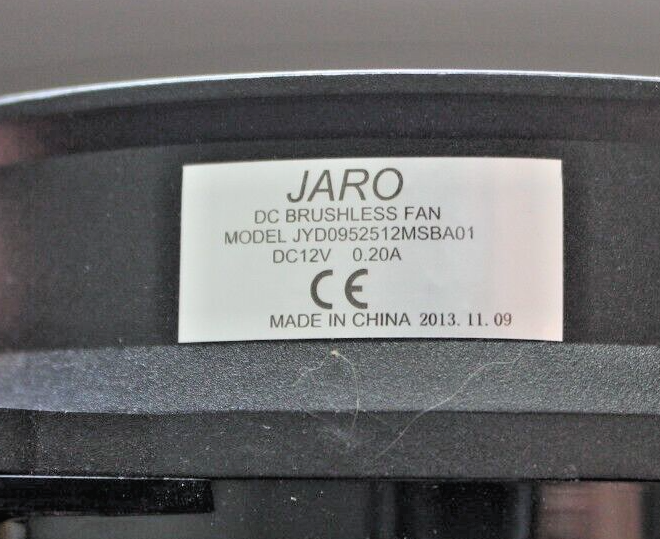 JARO
DC BRUSHLESS FAN
MODEL JYD0952512MSBA01
DC12V 0.20A
CE
MADE IN CHINA 2013. 11. 09